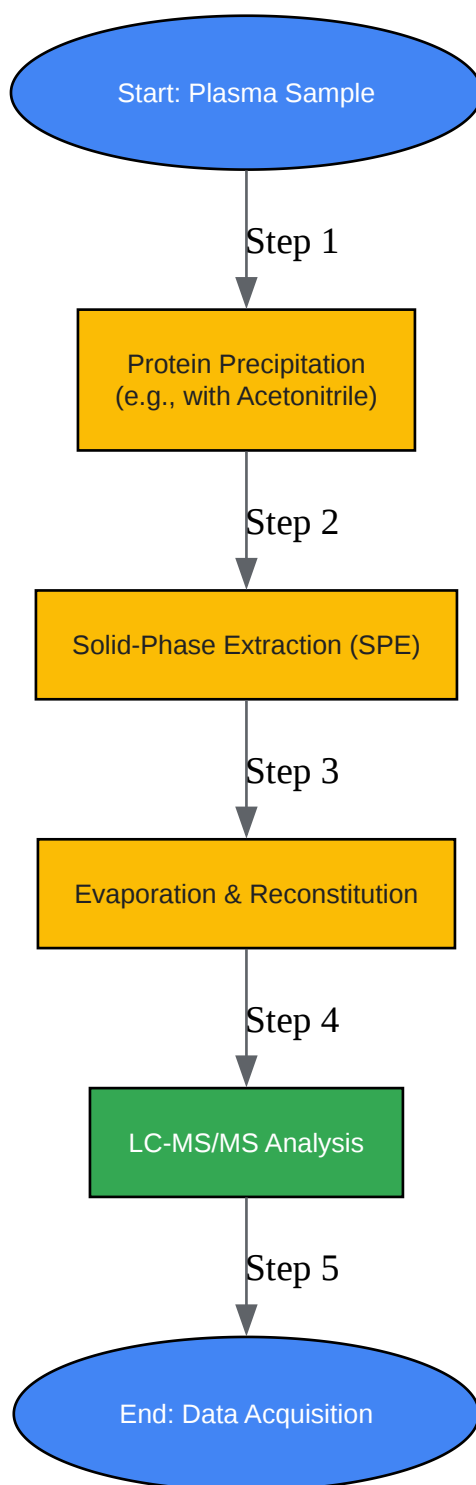 Start: Plasma Sample
Step 1
Protein Precipitation
(e.g., with Acetonitrile)
Step 2
Solid-Phase Extraction (SPE)
Step 3
Evaporation & Reconstitution
Step 4
LC-MS/MS Analysis
Step 5
End: Data Acquisition